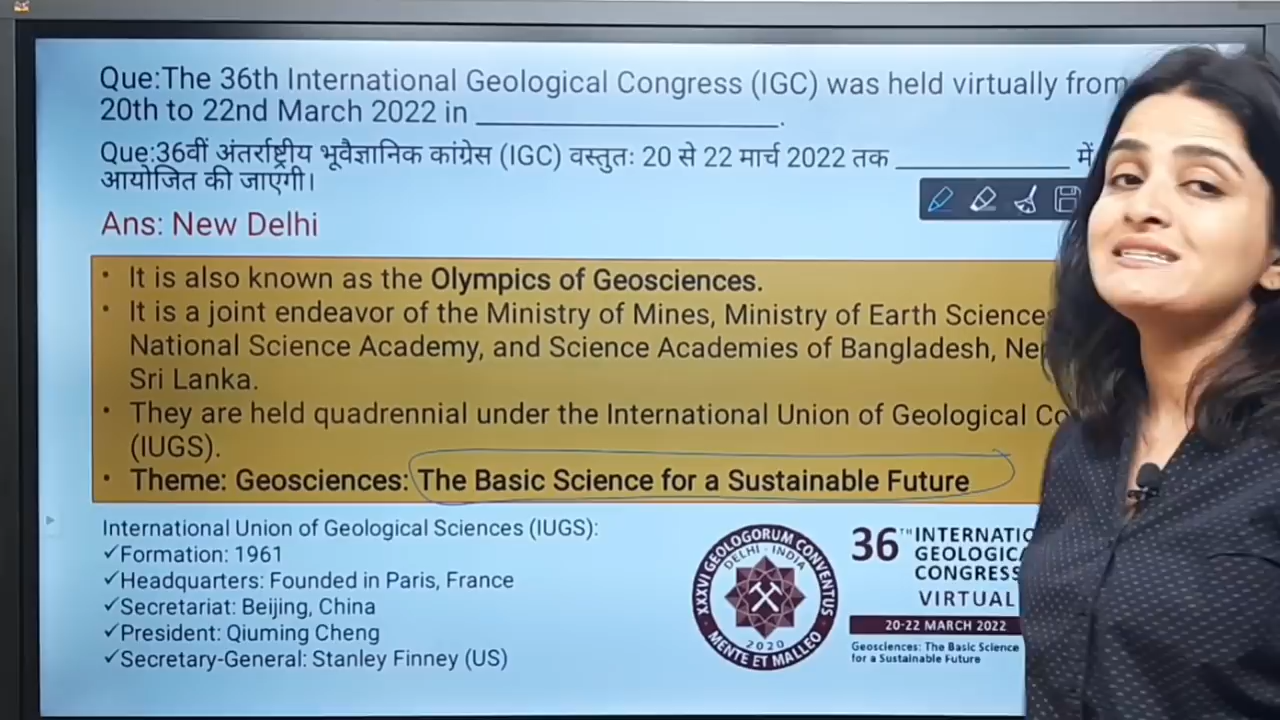 Que:The 36th International Geological Congress (IGC) was held virtually from
20th to 22nd March 2022 in ____________________.
Que:36वीं अंतर्राष्ट्रीय भूवैज्ञानिक कांग्रेस (IGC) वस्तुतः 20 से 22 मार्च 2022 तक ____________ में
आयोजित की जाएगी।
Ans: New Delhi
• It is also known as the Olympics of Geosciences.
• It is a joint endeavor of the Ministry of Mines, Ministry of Earth Sciences
National Science Academy, and Science Academies of Bangladesh,
Sri Lanka.
• They are held quadrennial under the International Union of Geological
(IUGS).
• Theme: Geosciences: The Basic Science for a Sustainable Future
International Union of Geological Sciences (IUGS):
✓Formation: 1961
✓Headquarters: Founded in Paris, France
✓Secretariat: Beijing, China
✓President: Qiuming Cheng
✓Secretary-General: Stanley Finney (US)
XXXVI GEOLOGORUM CONVENTUS
DELHI - INDIA
2020
MENTE ET MALLEO
36TH INTERNATIO
GEOLOGICA
CONGRESS
VIRTUAL
20-22 MARCH 2022
Geosciences: The Basic Science
for a Sustainable Future